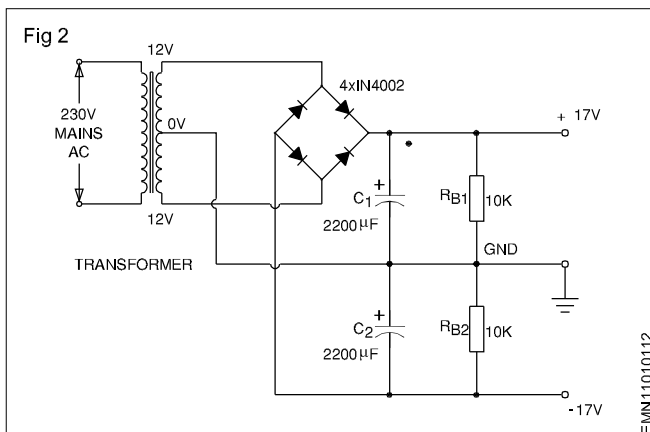 Fig 2
12V
4xIN4002
230V
MAINS
AC
0V
+ 17V
12V
+
C1
2200μF
RB1
10K
GND
TRANSFORMER
+
C2
2200μF
RB2
10K
-17V
EMN11010112